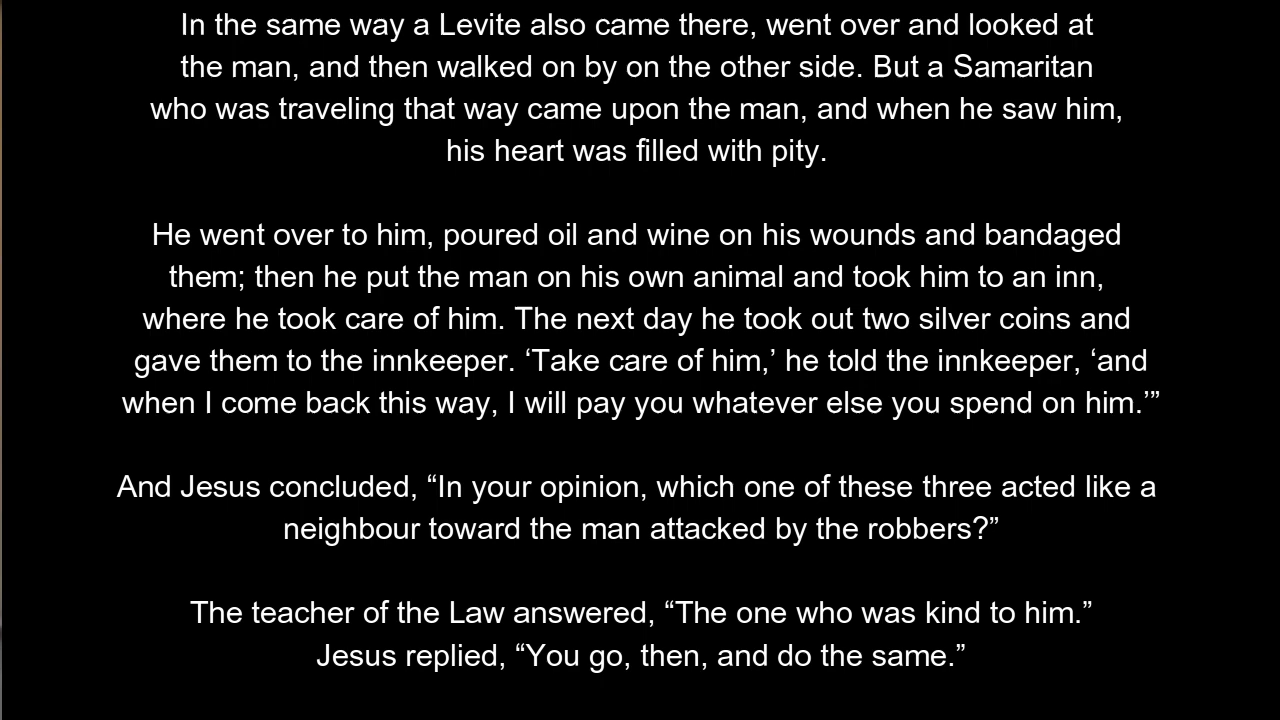 In the same way a Levite also came there, went over and looked at
the man, and then walked on by on the other side. But a Samaritan
who was traveling that way came upon the man, and when he saw him,
his heart was filled with pity.
He went over to him, poured oil and wine on his wounds and bandaged
them; then he put the man on his own animal and took him to an inn,
where he took care of him. The next day he took out two silver coins and
gave them to the innkeeper. ‘Take care of him,’ he told the innkeeper, ‘and
when I come back this way, I will pay you whatever else you spend on him.’”
And Jesus concluded, “In your opinion, which one of these three acted like a
neighbour toward the man attacked by the robbers?”
The teacher of the Law answered, “The one who was kind to him.”
Jesus replied, “You go, then, and do the same.”